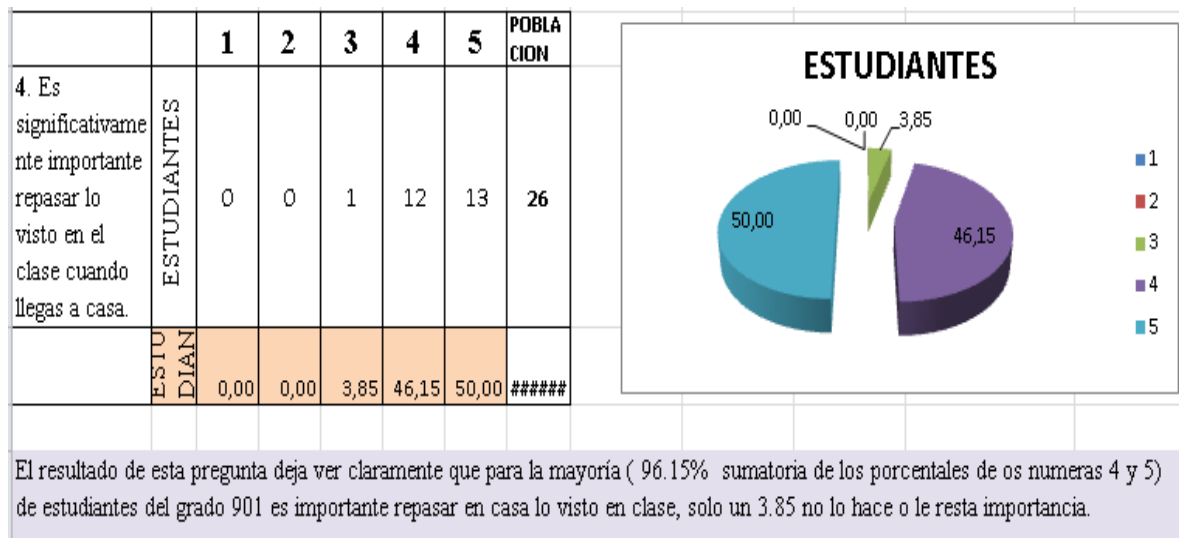 1 2 3 4 5 POBLA
CION
4. Es
significativame
nte importante
repasar lo
visto en el
clase cuando
llegas a casa.
ESTUDIANTES
0 0 1 12 13 26
ESTU
DIAN
0,00 0,00 3,85 46,15 50,00 ######
ESTUDIANTES
0,00 0,00 3,85
50,00
46,15
1
2
3
4
5
El resultado de esta pregunta deja ver claramente que para la mayoría ( 96.15% sumatoria de los porcentales de os numeras 4 y 5)
de estudiantes del grado 901 es importante repasar en casa lo visto en clase, solo un 3.85 no lo hace o le resta importancia.